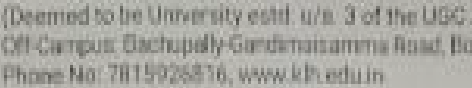 (Deemed to be University estd. u/s. 3 of the UGC
Off-Campus: Bachupally-Gandimaisamma Road, Bo
Phone No: 7815926816, www.klh.edu.in